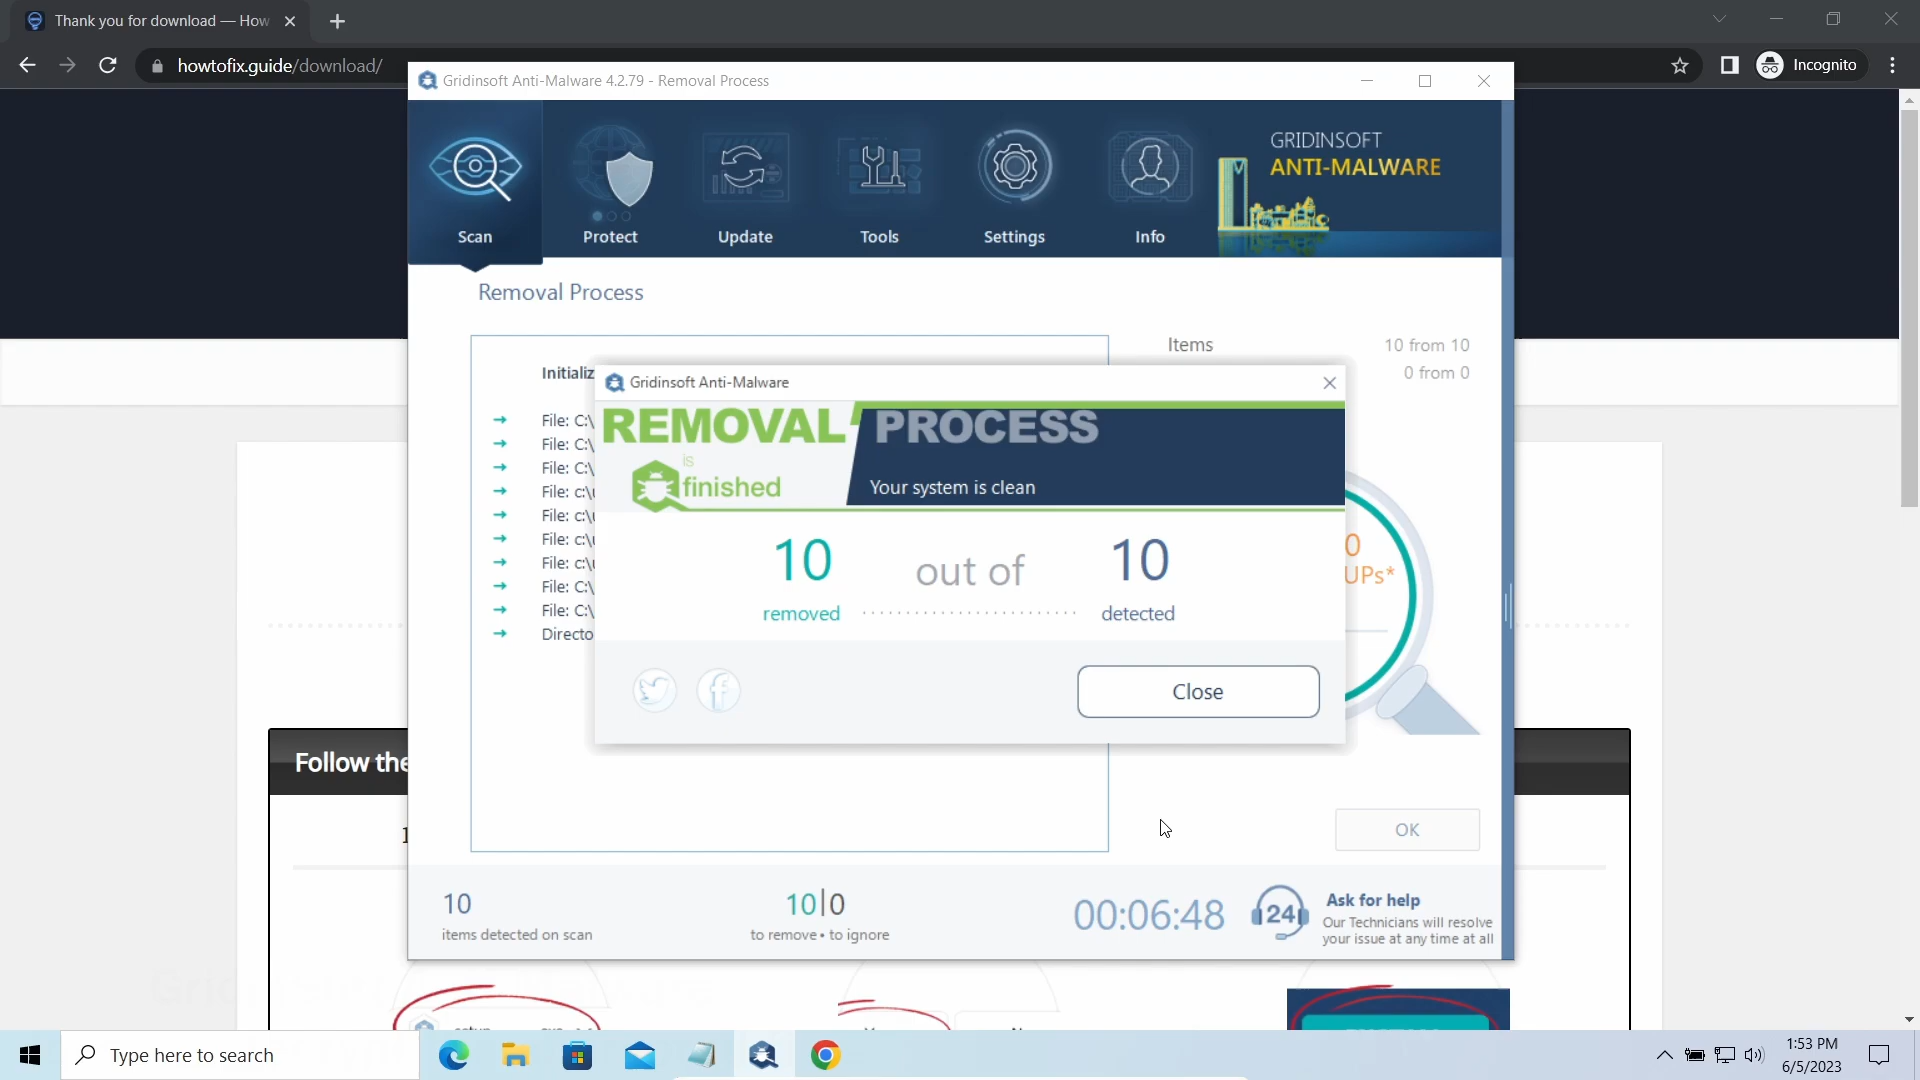 Thank you for download — How
howtofix.guide/download/
Incognito
Gridinsoft Anti-Malware 4.2.79 - Removal Process
Scan
Protect
Update
Tools
Settings
Info
GRIDINSOFT
ANTI-MALWARE
Removal Process
Items
10 from 10
0 from 0
Initializ
File: C:\
File: C:\
File: C:\
File: c:\
File: c:\
File: c:\
File: c:\
File: C:\
File: C:\
Directo
Gridinsoft Anti-Malware
REMOVAL PROCESS
is
finished
Your system is clean
10 out of 10
removed
detected
0
UPs*
Close
Follow the
1
OK
10
items detected on scan
10|0
to remove • to ignore
00:06:48
24
Ask for help
Our Technicians will resolve
your issue at any time at all
Type here to search
1:53 PM
6/5/2023